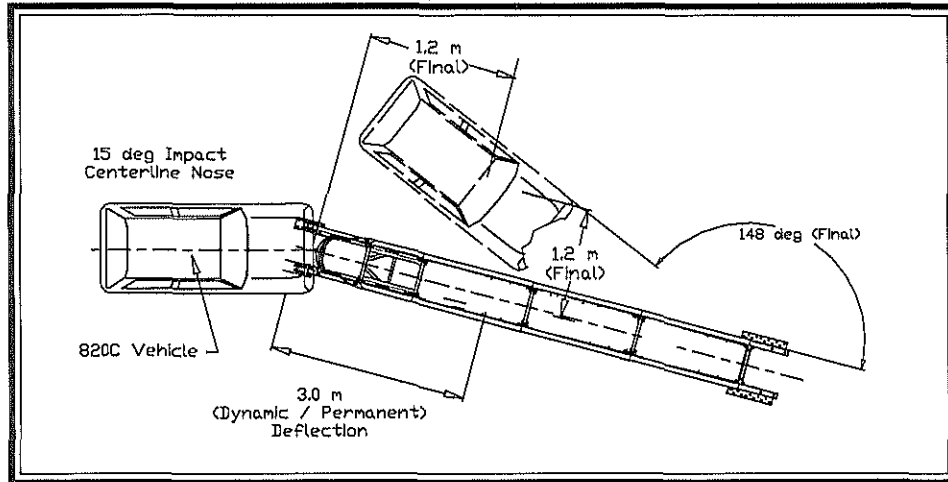 1.2 m
(Final)
15 deg Impact
Centerline Nose
148 deg (Final)
1.2 m
(Final)
820C Vehicle
3.0 m
(Dynamic / Permanent)
Deflection